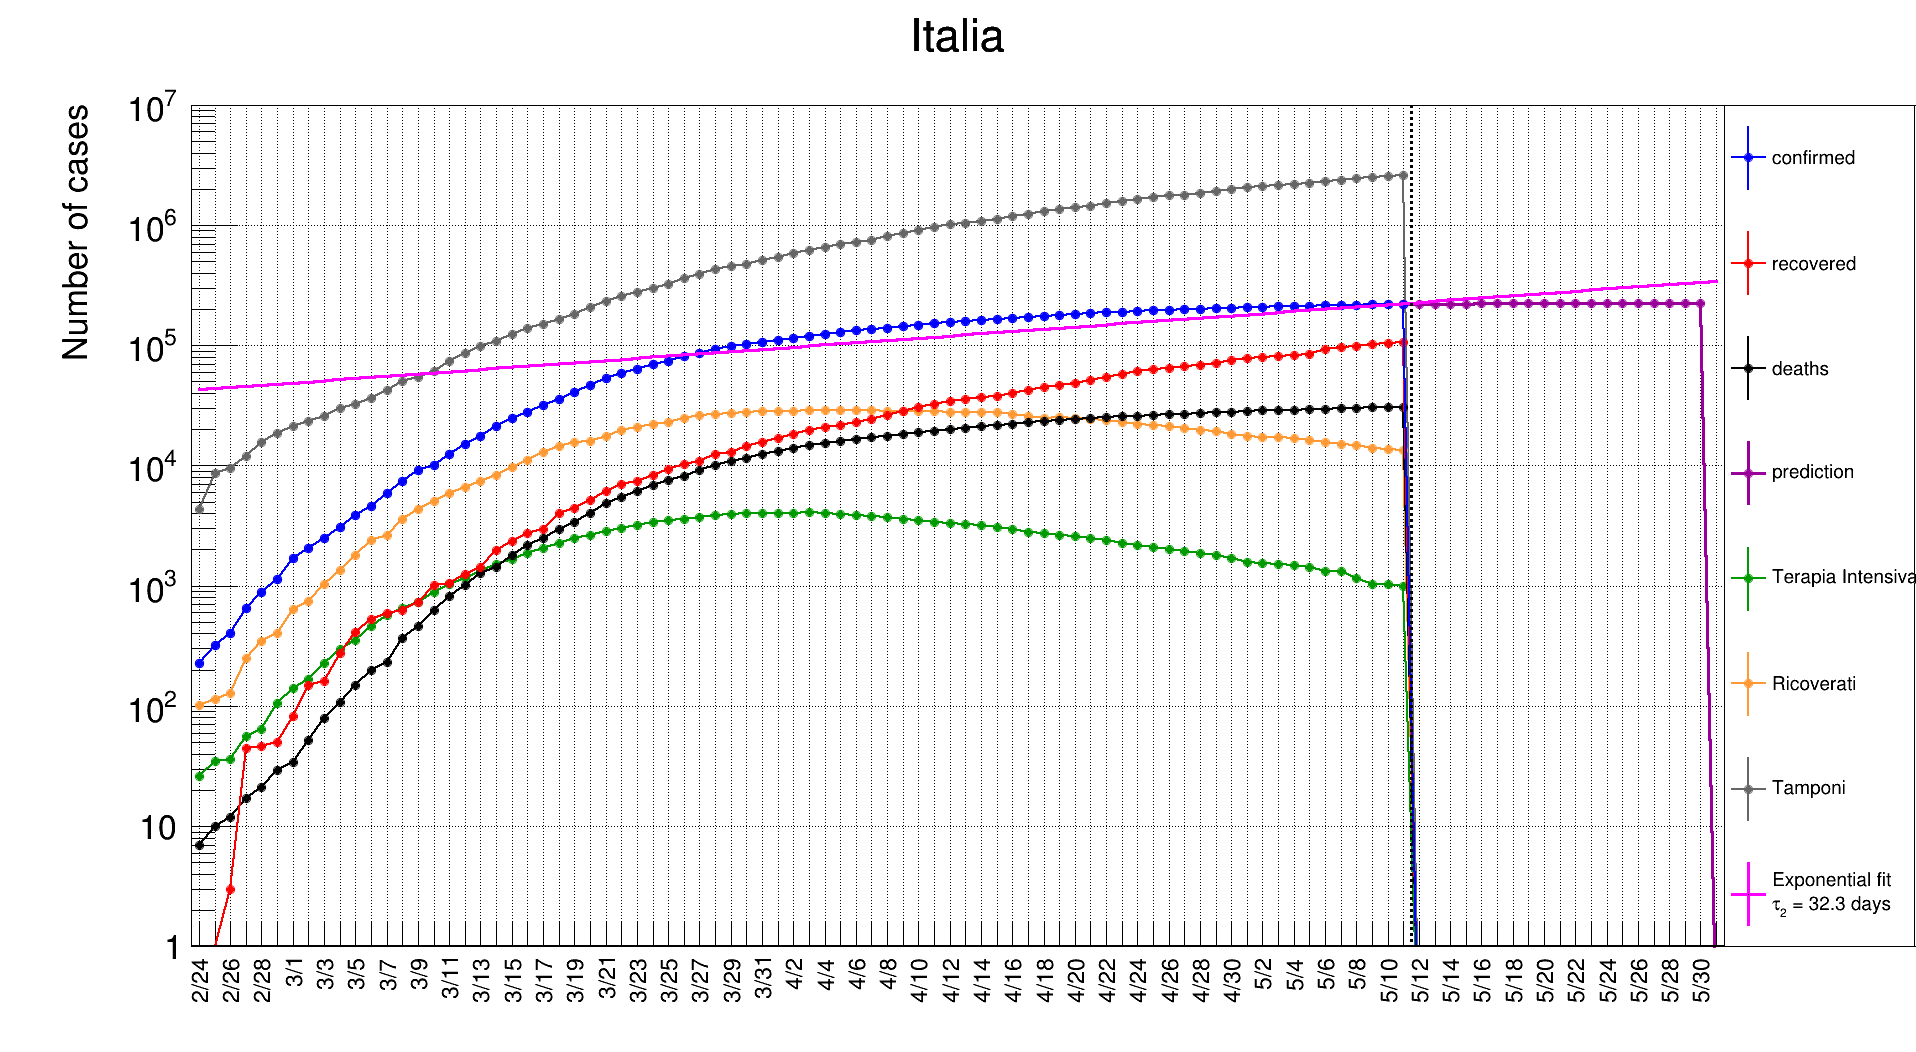 Italia
Number of cases
10^7
10^6
10^5
10^4
10^3
10^2
10
1
2/24 2/26 2/28 3/1 3/3 3/5 3/7 3/9 3/11 3/13 3/15 3/17 3/19 3/21 3/23 3/25 3/27 3/29 3/31 4/2 4/4 4/6 4/8 4/10 4/12 4/14 4/16 4/18 4/20 4/22 4/24 4/26 4/28 4/30 5/2 5/4 5/6 5/8 5/10 5/12 5/14 5/16 5/18 5/20 5/22 5/24 5/26 5/28 5/30
confirmed
recovered
deaths
prediction
Terapia Intensiva
Ricoverati
Tamponi
Exponential fit
τ₂ = 32.3 days